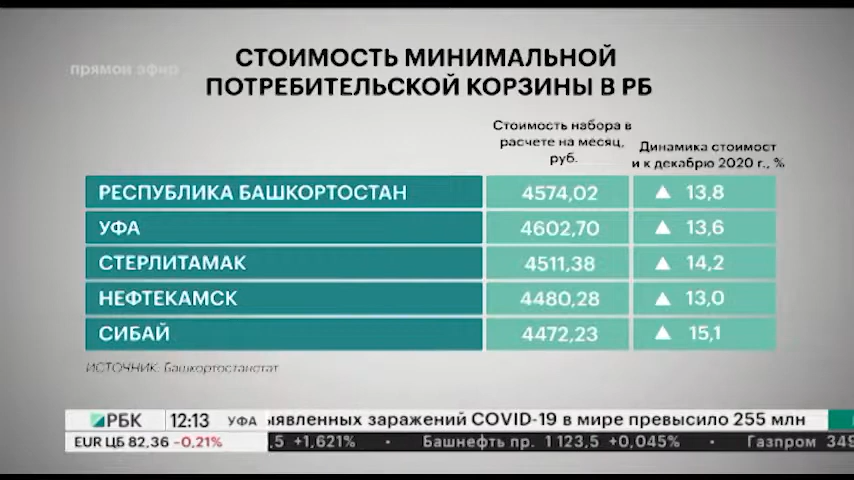 прямой эфир
СТОИМОСТЬ МИНИМАЛЬНОЙ
ПОТРЕБИТЕЛЬСКОЙ КОРЗИНЫ В РБ
Стоимость набора в
расчете на месяц,
руб.
Динамика стоимост
и к декабрю 2020 г., %
РЕСПУБЛИКА БАШКОРТОСТАН 4574,02 ▲ 13,8
УФА 4602,70 ▲ 13,6
СТЕРЛИТАМАК 4511,38 ▲ 14,2
НЕФТЕКАМСК 4480,28 ▲ 13,0
СИБАЙ 4472,23 ▲ 15,1
ИСТОЧНИК: Башкортостанстат
РБК 12:13 УФА ыявленных заражений COVID-19 в мире превысило 255 млн
EUR ЦБ 82,36 -0,21% ,5 +1,621% • Башнефть пр. 1 123,5 +0,045% • Газпром 349